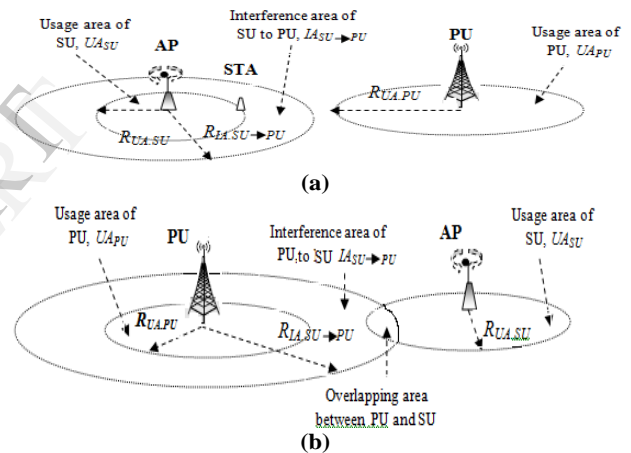 Usage area of
SU, UA_SU
AP
Interference area of
SU to PU, IA_SU→PU
STA
PU
Usage area of
PU, UA_PU
R_UA.PU
R_UA.SU
R_IA.SU→PU
(a)
Usage area of
PU, UA_PU
PU
Interference area of
PU,to SU IA_SU→PU
AP
Usage area of
SU, UA_SU
R_UA.PU
R_IA.SU→PU
R_UA.SU
Overlapping area
between PU and SU
(b)